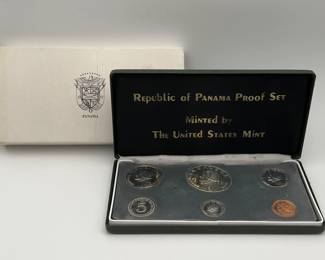 PANAMA
Republic of Panama Proof Set
Minted by
The United States Mint
5